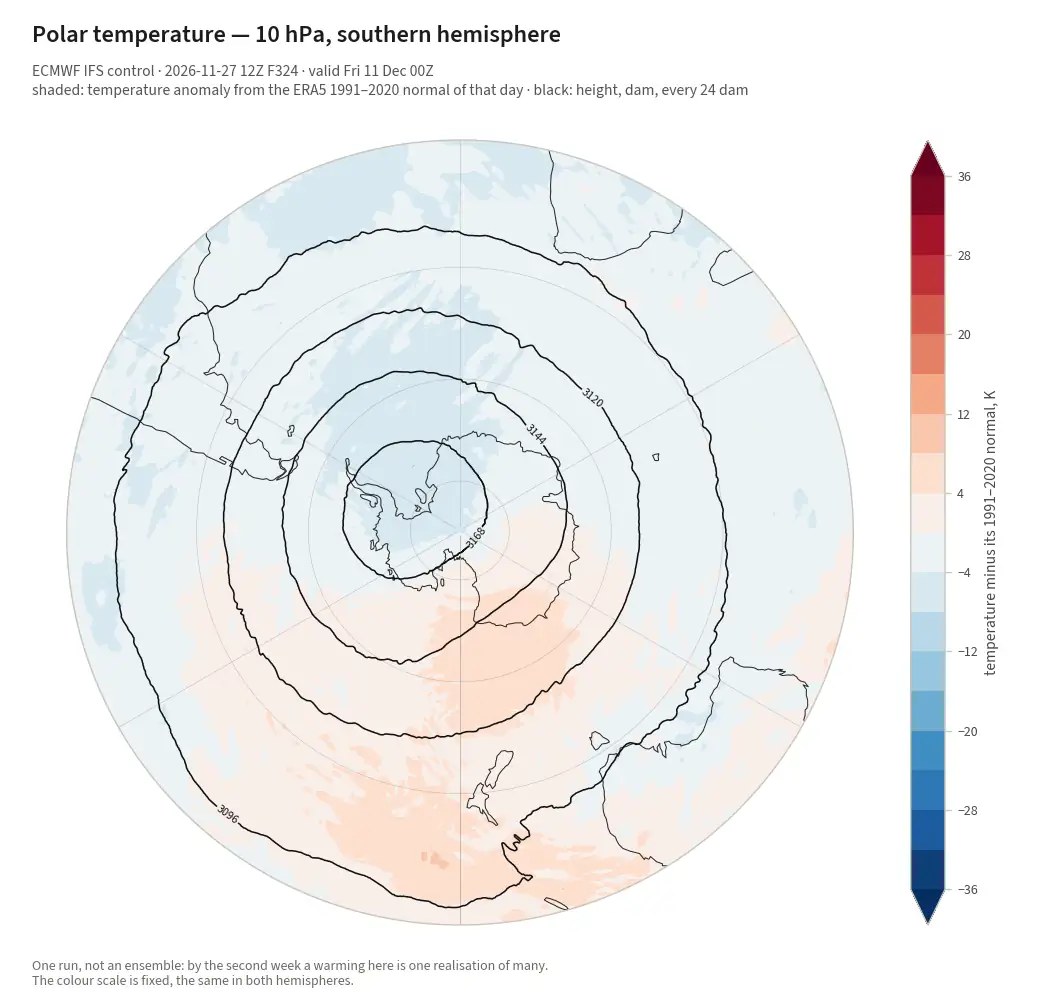 Polar temperature — 10 hPa, southern hemisphere
ECMWF IFS control · 2026-11-27 12Z F324 · valid Fri 11 Dec 00Z
shaded: temperature anomaly from the ERA5 1991–2020 normal of that day · black: height, dam, every 24 dam
36
28
20
12
4
−4
−12
−20
−28
−36
temperature minus its 1991–2020 normal, K
3120
3144
3168
3096
One run, not an ensemble: by the second week a warming here is one realisation of many.
The colour scale is fixed, the same in both hemispheres.